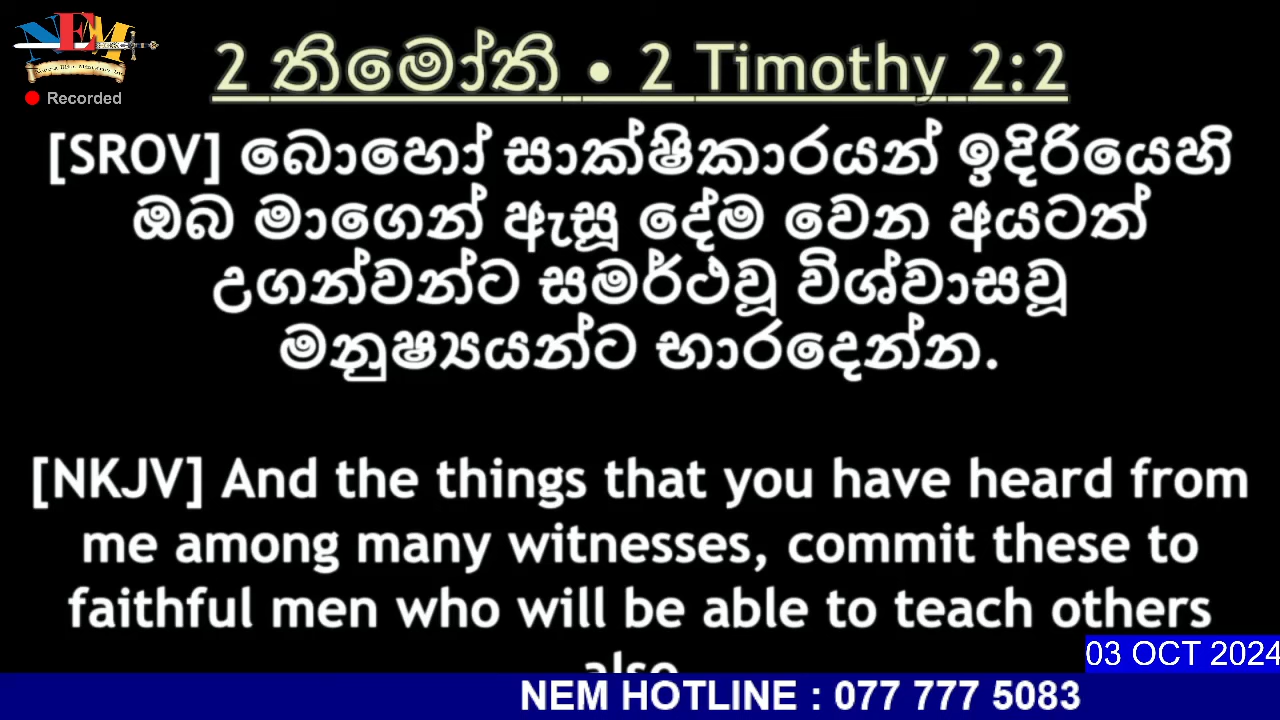 NEM
Recorded
2 තිමෝති • 2 Timothy 2:2
[SROV] බොහෝ සාක්ෂිකාරයන් ඉදිරියෙහි
ඔබ මාගෙන් ඇසූ දේම වෙන අයටත්
උගන්වන්ට සමර්ථවූ විශ්වාසවූ
මනුෂ්‍යයන්ට භාරදෙන්න.
[NKJV] And the things that you have heard from
me among many witnesses, commit these to
faithful men who will be able to teach others
also.
03 OCT 2024
NEM HOTLINE : 077 777 5083